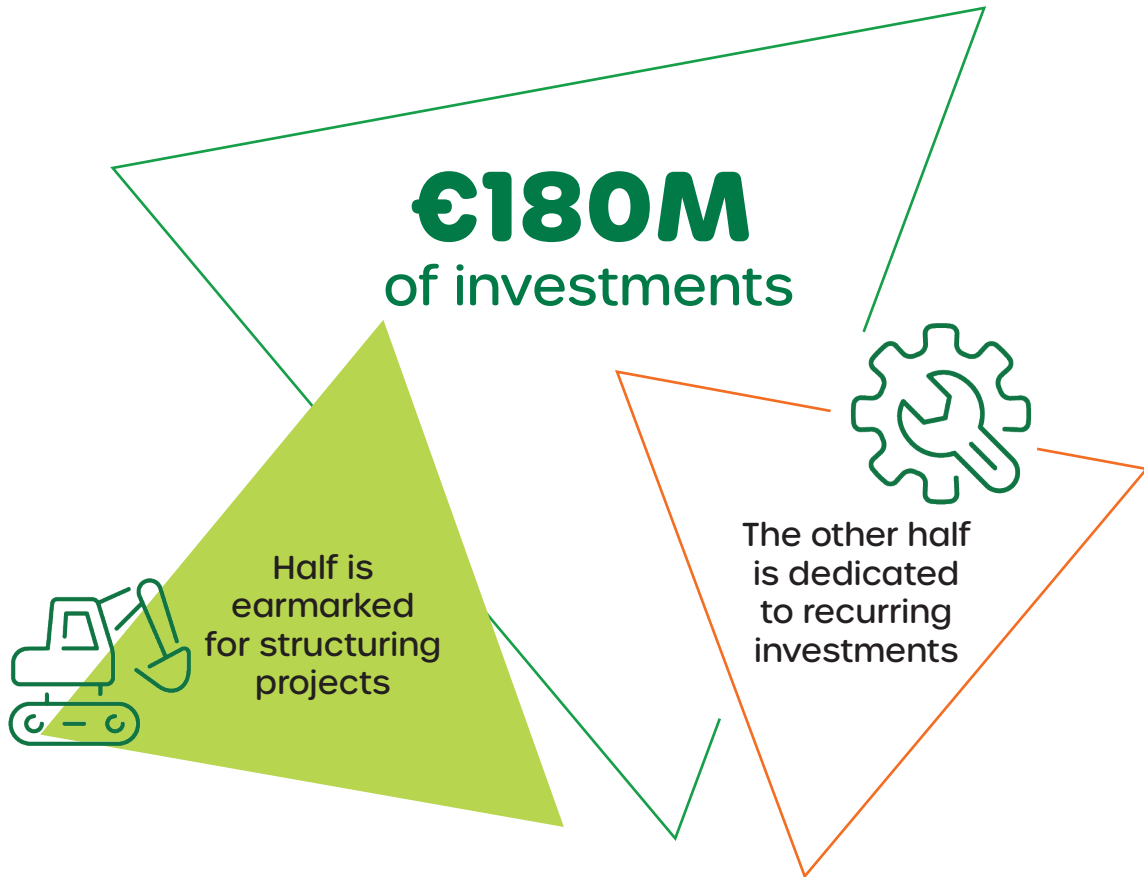 €180M
of investments
Half is
earmarked
for structuring
projects
The other half
is dedicated
to recurring
investments